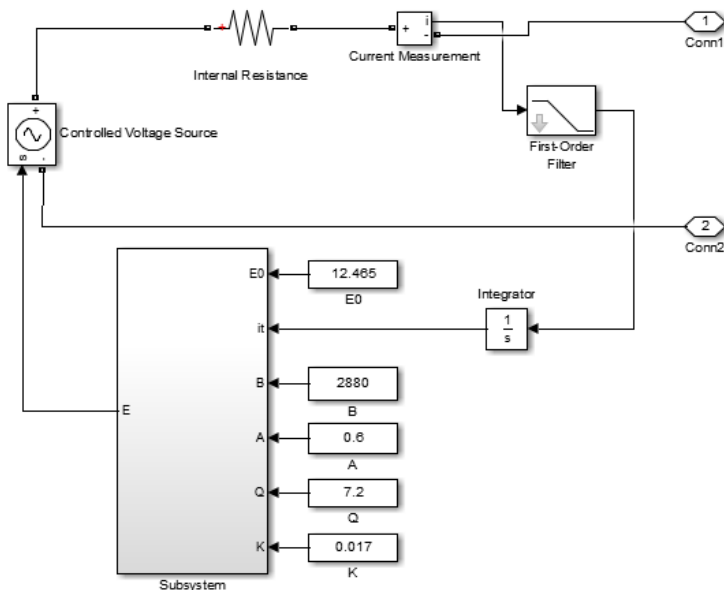 i
+
-
1
Conn1
Internal Resistance
Current Measurement
+
s
-
Controlled Voltage Source
First-Order
Filter
2
Conn2
E0
12.465
E0
Integrator
it
1
s
B
2880
B
E
A
0.6
A
Q
7.2
Q
K
0.017
K
Subsystem